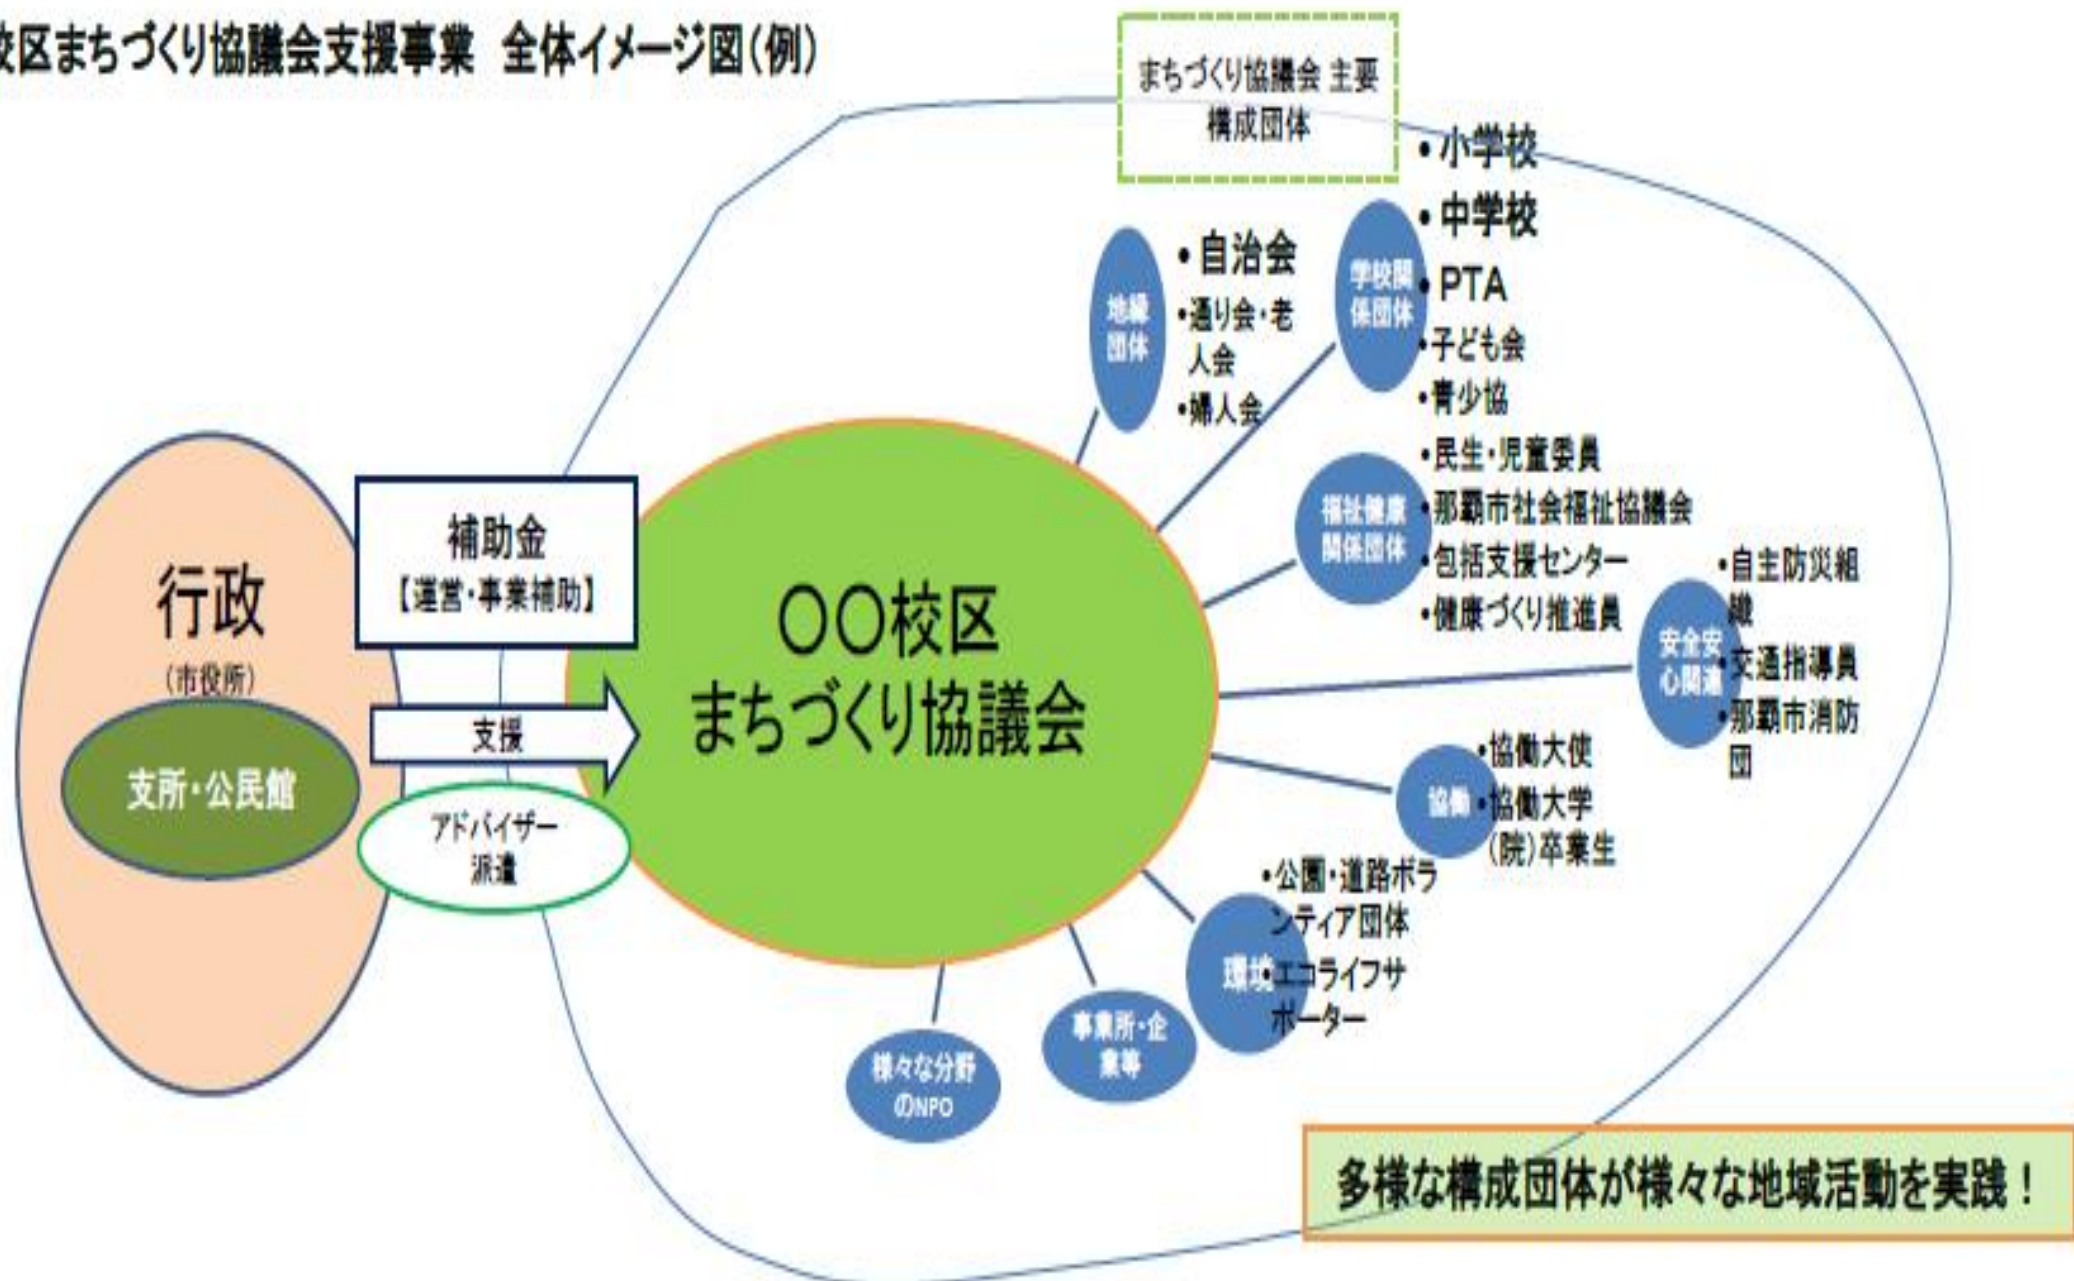 校区まちづくり協議会支援事業 全体イメージ図(例)
まちづくり協議会 主要
構成団体
行政
(市役所)
支所・公民館
補助金
【運営・事業補助】
支援
アドバイザー
派遣
〇〇校区
まちづくり協議会
地縁
団体
・自治会
・通り会・老
人会
・婦人会
学校関
係団体
・小学校
・中学校
・PTA
・子ども会
・青少協
福祉健康
関係団体
・民生・児童委員
・那覇市社会福祉協議会
・包括支援センター
・健康づくり推進員
安全安
心関連
・自主防災組
織
・交通指導員
・那覇市消防
団
協働
・協働大使
・協働大学
(院)卒業生
環境
・公園・道路ボラ
ンティア団体
・エコライフサ
ポーター
事業所・企
業等
様々な分野
のNPO
多様な構成団体が様々な地域活動を実践！